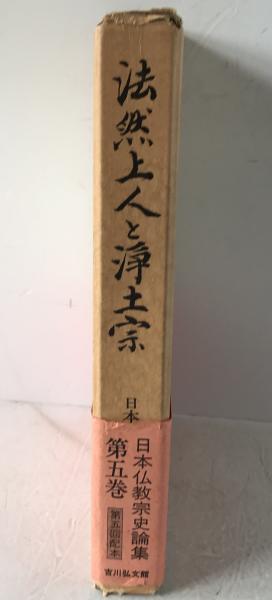 法然上人と浄土宗
日本
日本仏教宗史論集
第五巻
第五回配本
吉川弘文館